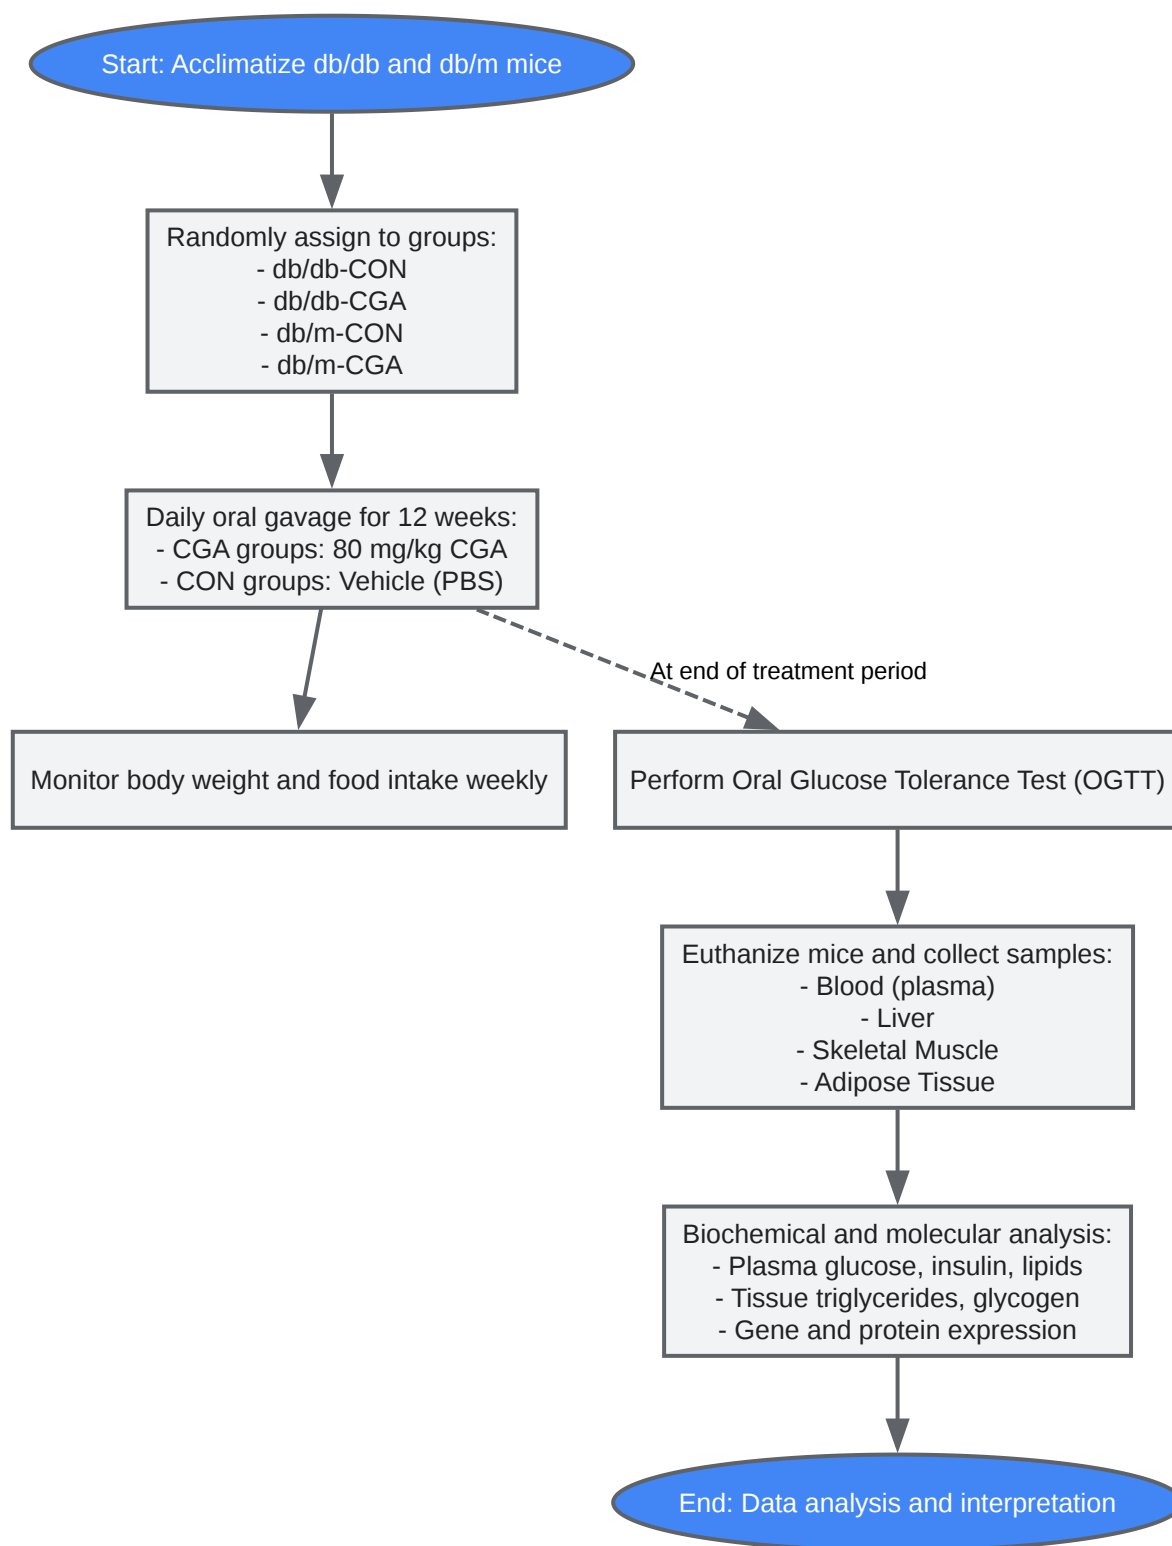 Start: Acclimatize db/db and db/m mice
Randomly assign to groups:
- db/db-CON
- db/db-CGA
- db/m-CON
- db/m-CGA
Daily oral gavage for 12 weeks:
- CGA groups: 80 mg/kg CGA
- CON groups: Vehicle (PBS)
At end of treatment period
Monitor body weight and food intake weekly
Perform Oral Glucose Tolerance Test (OGTT)
Euthanize mice and collect samples:
- Blood (plasma)
- Liver
- Skeletal Muscle
- Adipose Tissue
Biochemical and molecular analysis:
- Plasma glucose, insulin, lipids
- Tissue triglycerides, glycogen
- Gene and protein expression
End: Data analysis and interpretation